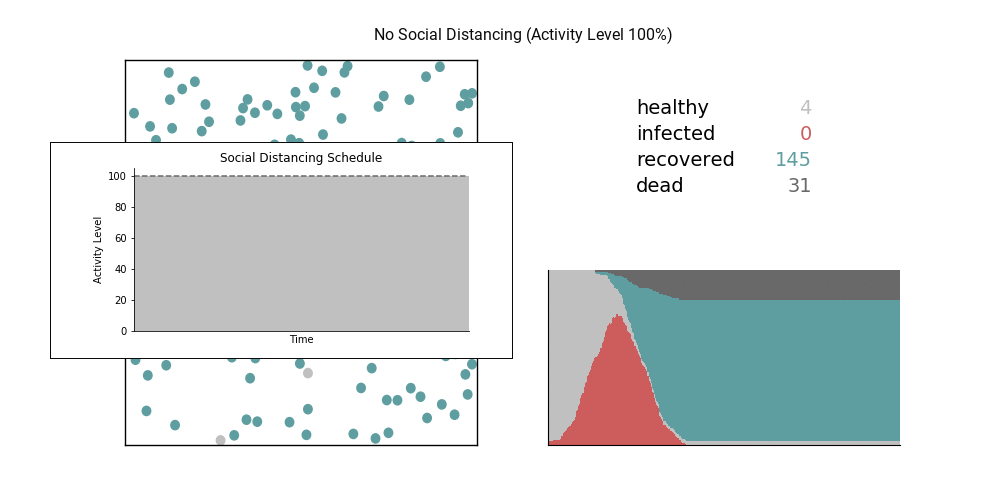 No Social Distancing (Activity Level 100%)
healthy 4
infected 0
recovered 145
dead 31
Social Distancing Schedule
100
80
60
40
20
0
Activity Level
Time